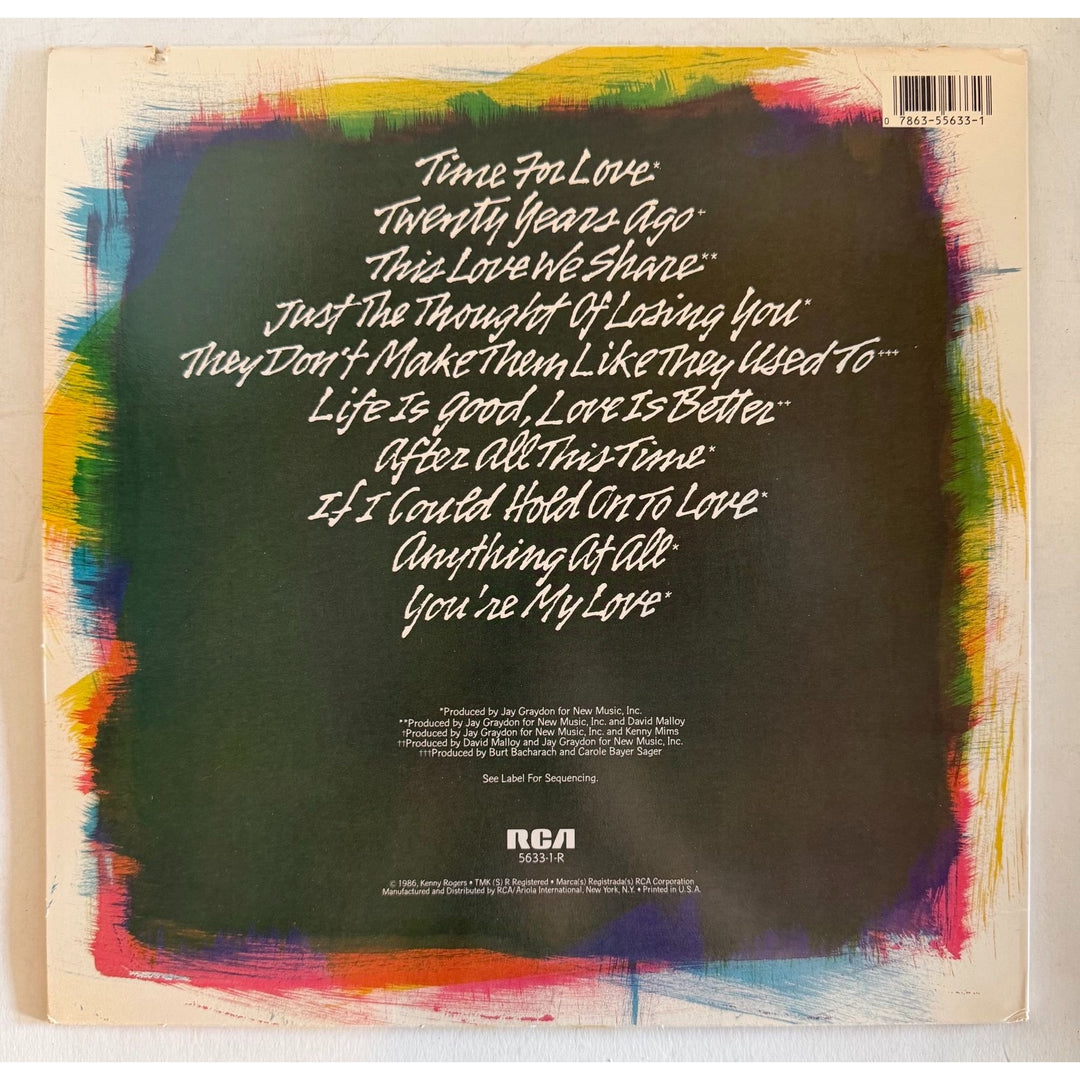 0 7863-55633-1
Time For Love*
Twenty Years Ago†
This Love We Share**
Just The Thought Of Losing You*
They Don't Make Them Like They Used To†††
Life Is Good, Love Is Better††
After All This Time*
If I Could Hold On To Love*
Anything At All*
You're My Love*
*Produced by Jay Graydon for New Music, Inc.
**Produced by Jay Graydon for New Music, Inc. and David Malloy
†Produced by Jay Graydon for New Music, Inc. and Kenny Mims
††Produced by David Malloy and Jay Graydon for New Music, Inc.
†††Produced by Burt Bacharach and Carole Bayer Sager
See Label For Sequencing.
RCA
5633-1-R
© 1986, Kenny Rogers • TMK (S) R Registered • Marca(s) Registrada(s) RCA Corporation
Manufactured and Distributed by RCA/Ariola International, New York, N.Y. • Printed in U.S.A.